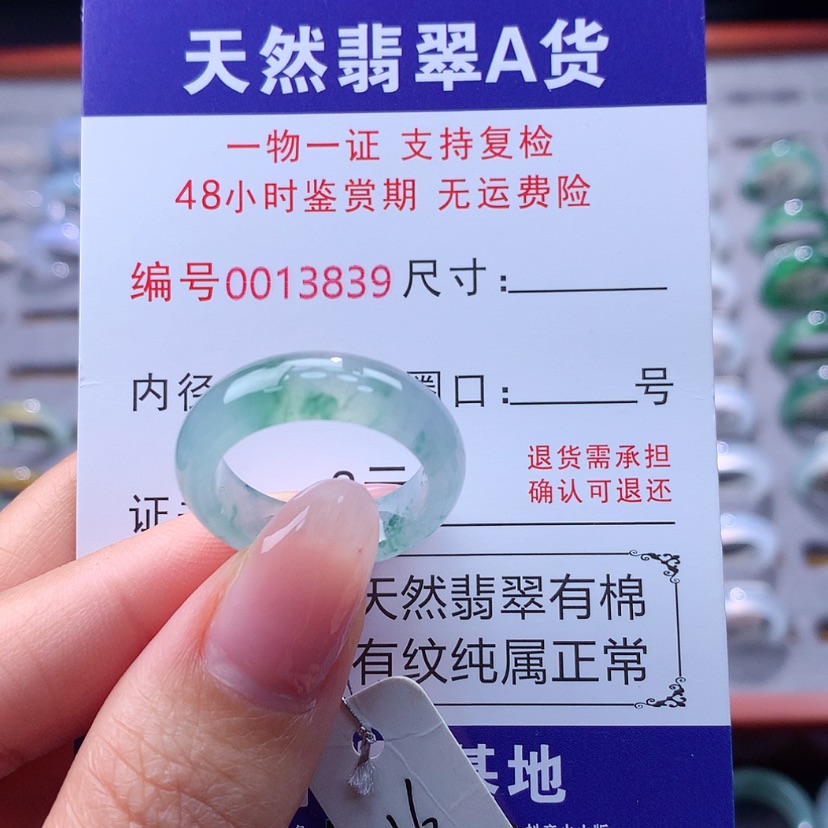 天然翡翠A货
一物一证 支持复检
48小时鉴赏期 无运费险
编号0013839 尺寸:
内径 圈口: 号
证 退货需承担
确认可退还
天然翡翠有棉
有纹纯属正常
基地